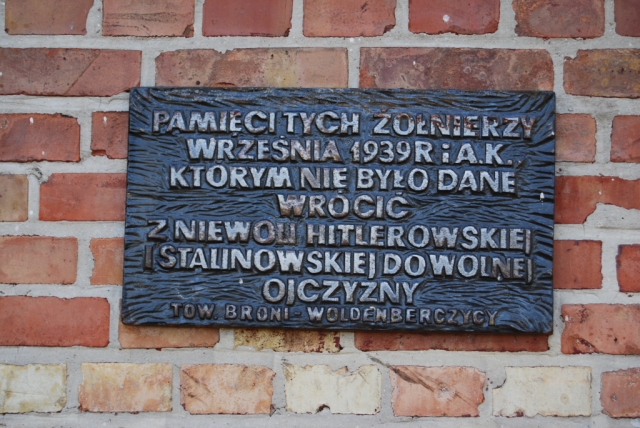 PAMIĘCI TYCH ŻOŁNIERZY
WRZEŚNIA 1939R i A.K.,
KTÓRYM NIE BYŁO DANE
WRÓCIĆ
Z NIEWOLI HITLEROWSKIEJ
I STALINOWSKIEJ DO WOLNEJ
OJCZYZNY
TOW. BRONI - WOLDENBERCZYCY